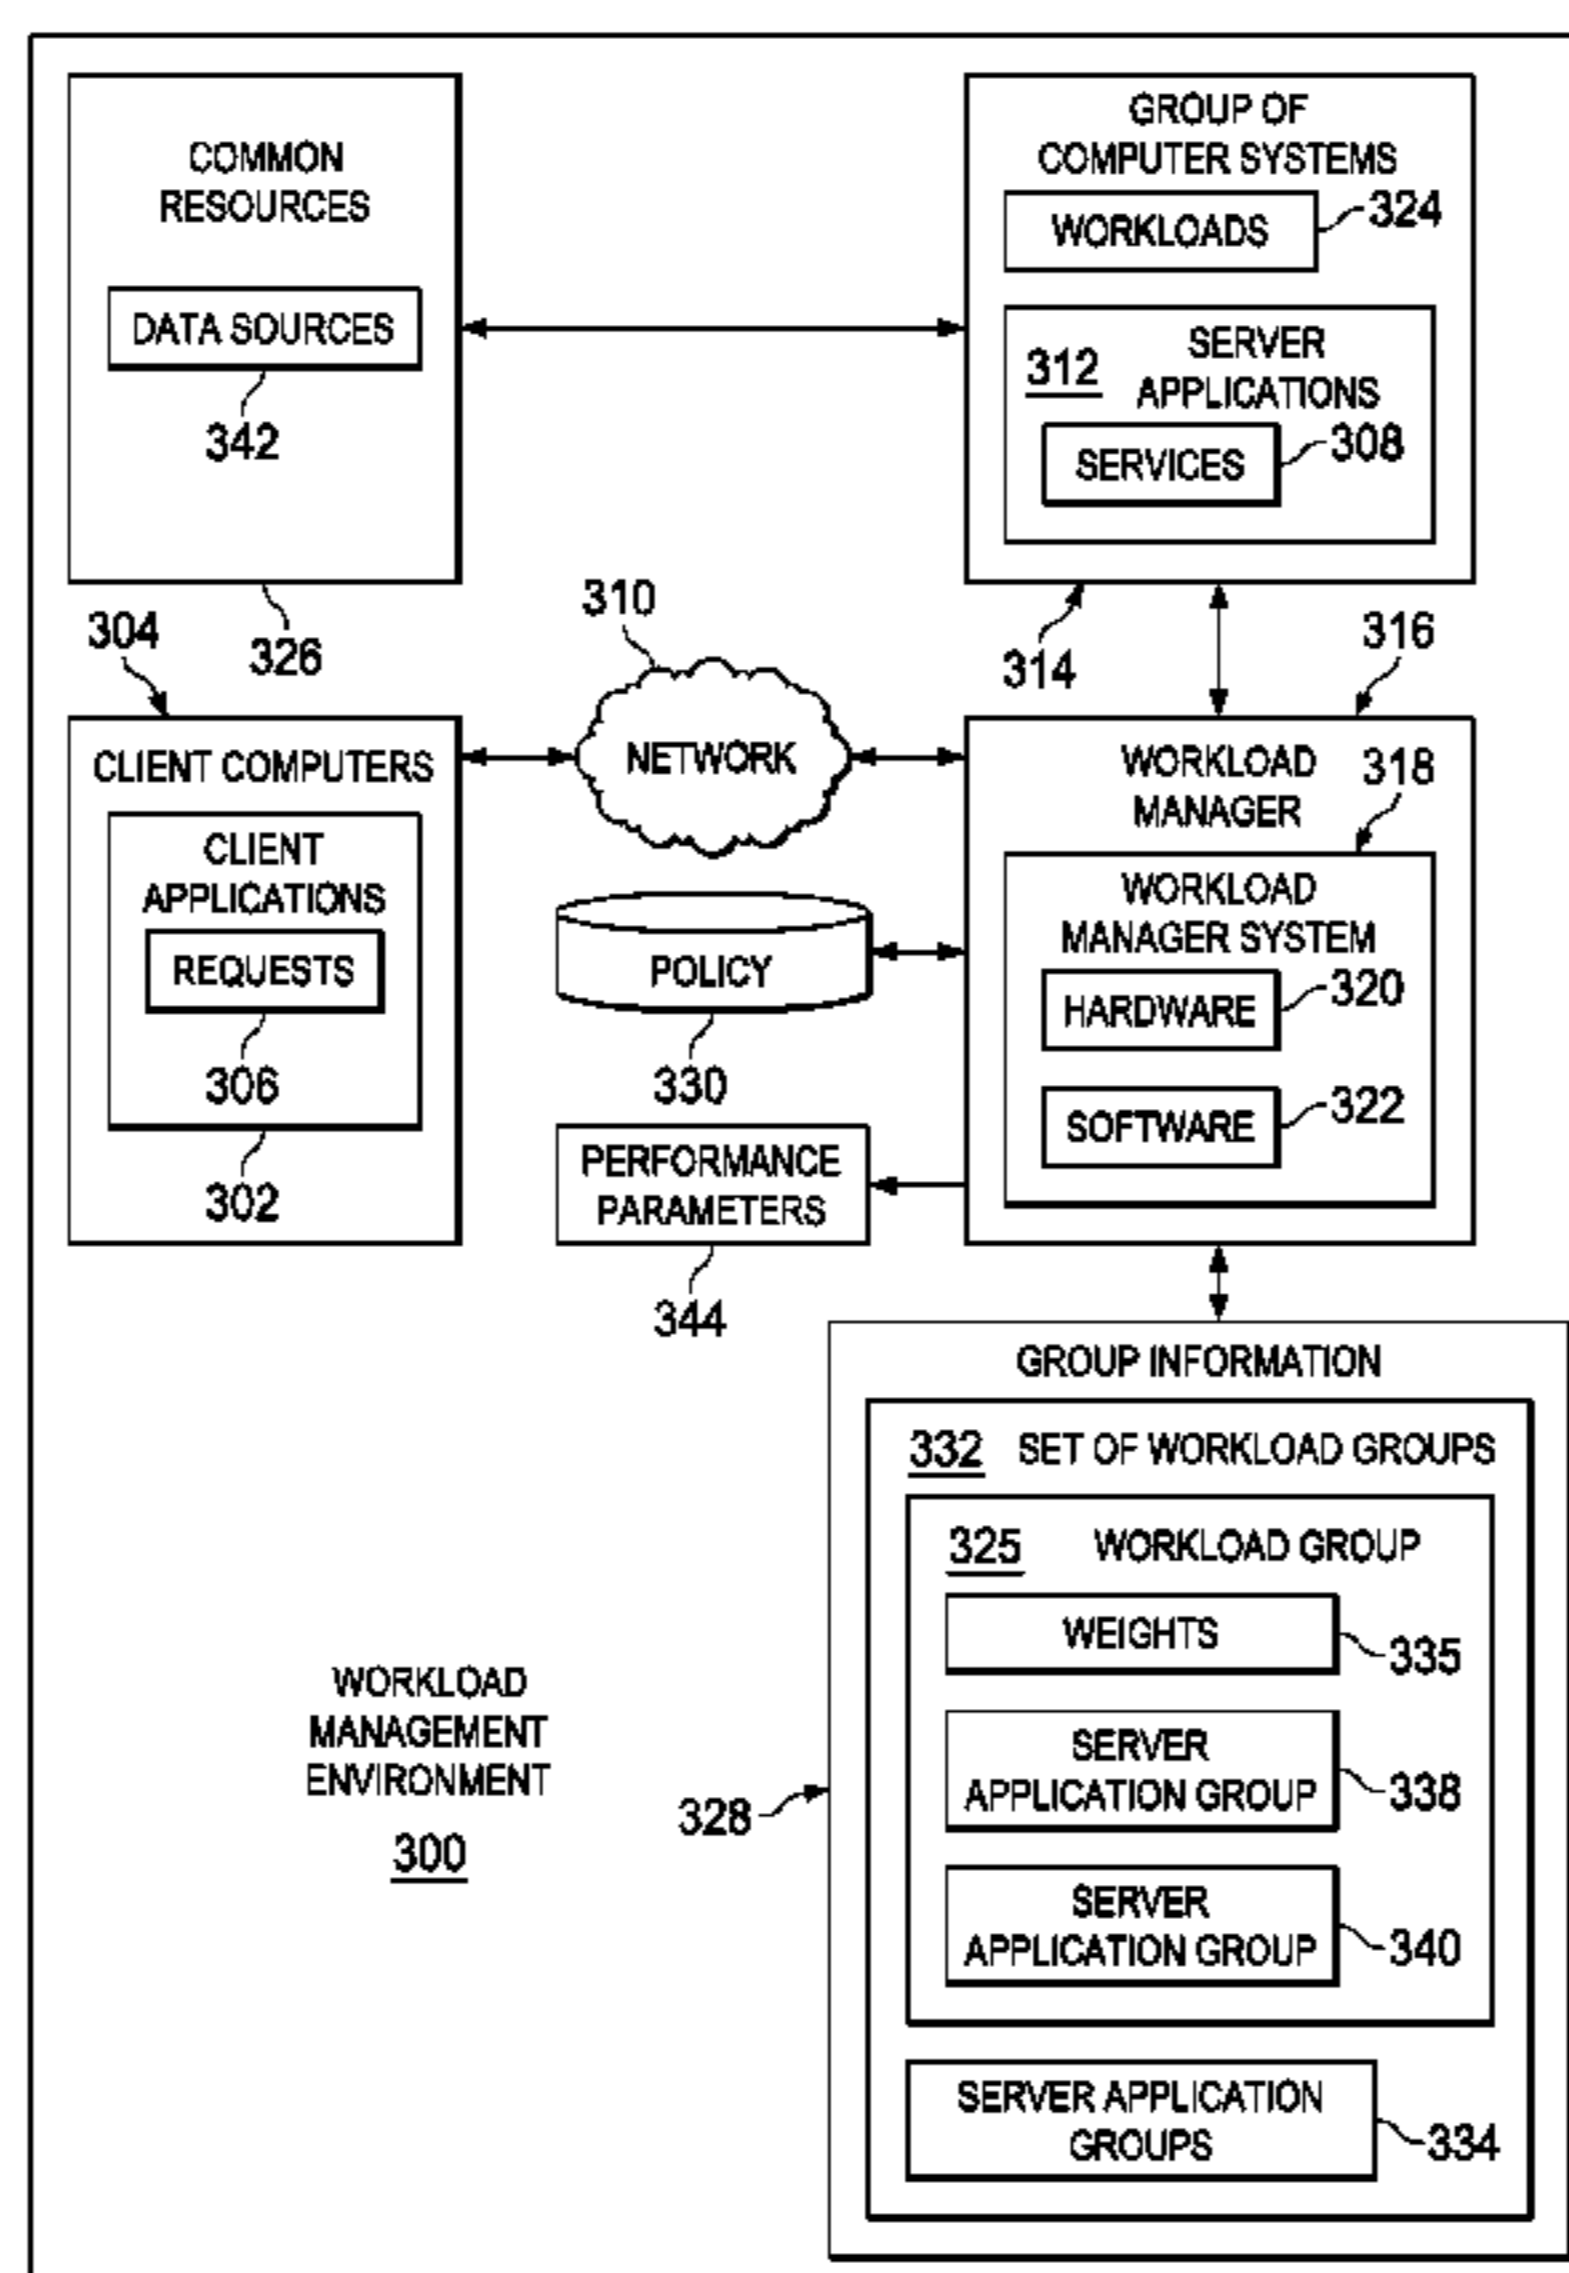 COMMON
RESOURCES
DATA SOURCES
342
326
GROUP OF
COMPUTER SYSTEMS
WORKLOADS
324
312
SERVER
APPLICATIONS
SERVICES
308
314
304
CLIENT COMPUTERS
CLIENT
APPLICATIONS
REQUESTS
306
302
310
NETWORK
POLICY
330
PERFORMANCE
PARAMETERS
344
316
WORKLOAD
MANAGER
318
WORKLOAD
MANAGER SYSTEM
HARDWARE
320
SOFTWARE
322
GROUP INFORMATION
332 SET OF WORKLOAD GROUPS
325 WORKLOAD GROUP
WEIGHTS
335
SERVER
APPLICATION GROUP
338
SERVER
APPLICATION GROUP
340
SERVER APPLICATION
GROUPS
334
328
WORKLOAD
MANAGEMENT
ENVIRONMENT
300